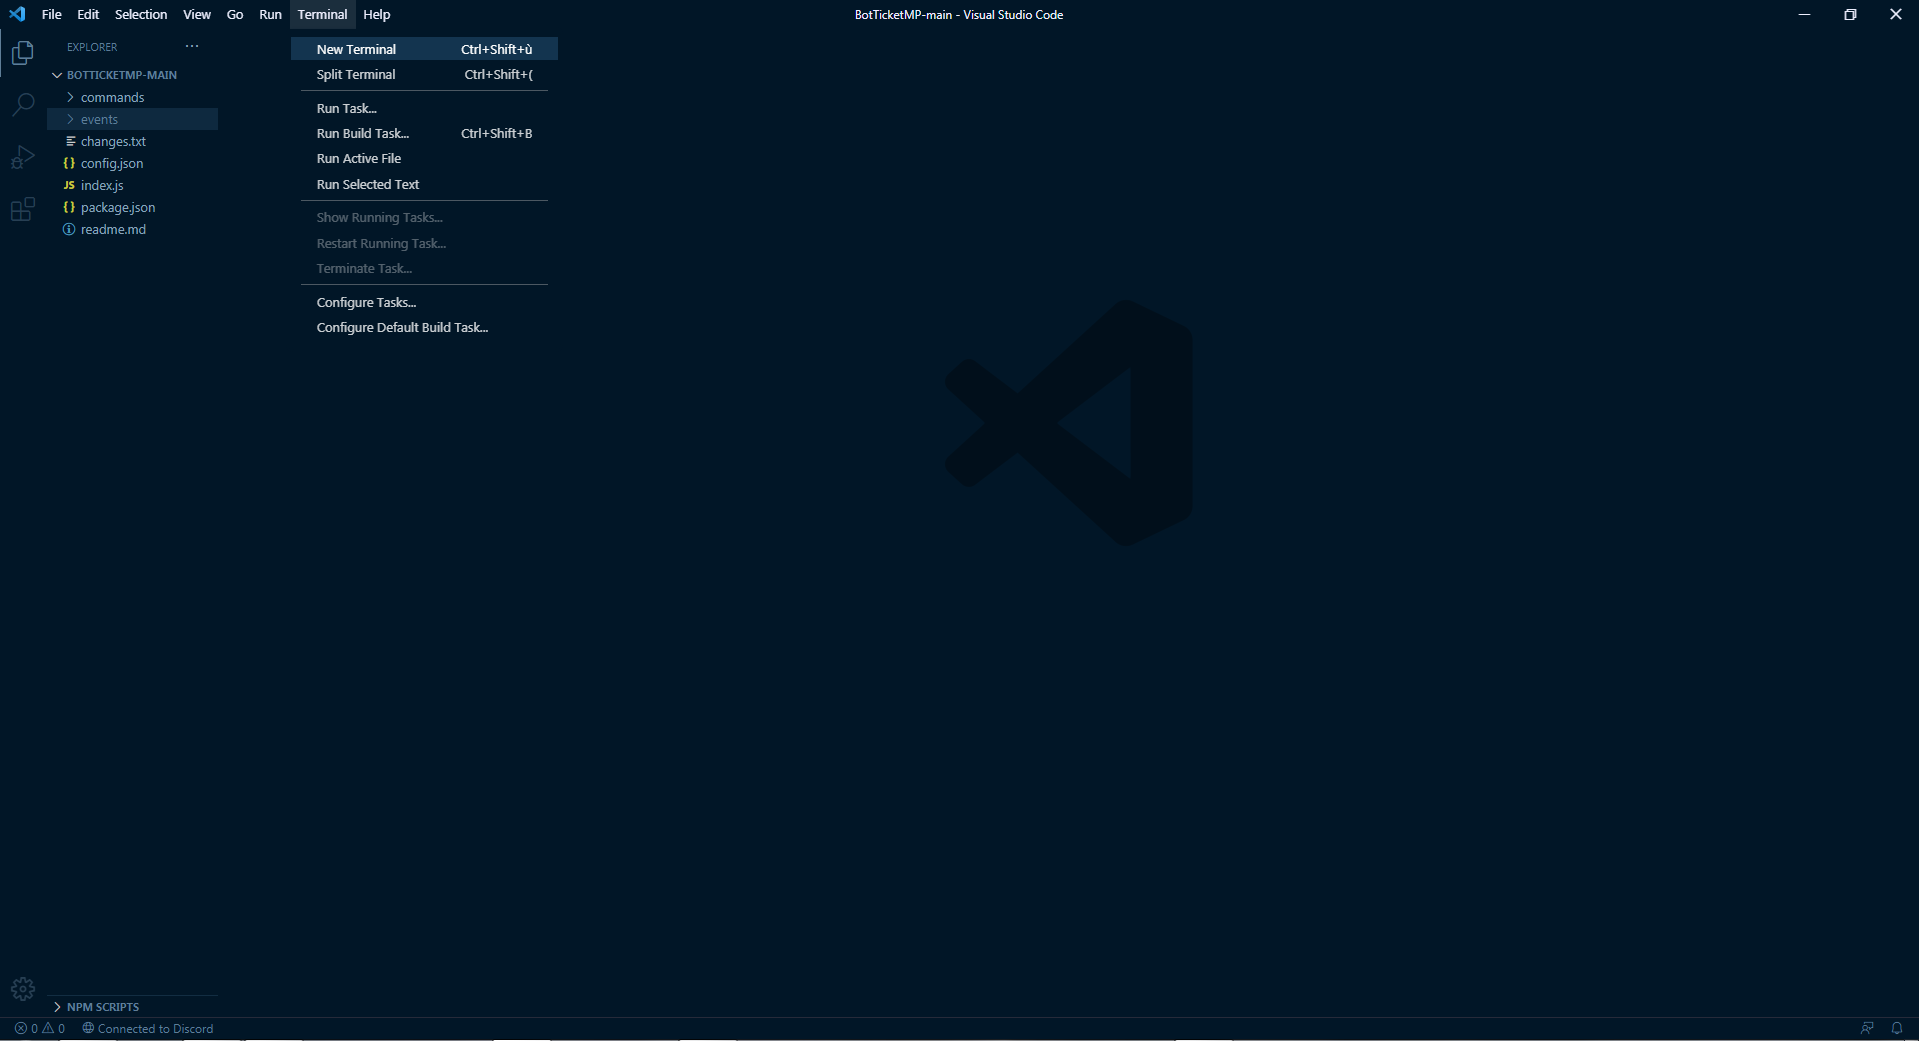 File Edit Selection View Go Run Terminal Help
BotTicketMP-main - Visual Studio Code
EXPLORER
BOTTICKETMP-MAIN
commands
events
changes.txt
{} config.json
JS index.js
{} package.json
readme.md
New Terminal Ctrl+Shift+ù
Split Terminal Ctrl+Shift+(
Run Task...
Run Build Task... Ctrl+Shift+B
Run Active File
Run Selected Text
Show Running Tasks...
Restart Running Task...
Terminate Task...
Configure Tasks...
Configure Default Build Task...
NPM SCRIPTS
0 0 Connected to Discord